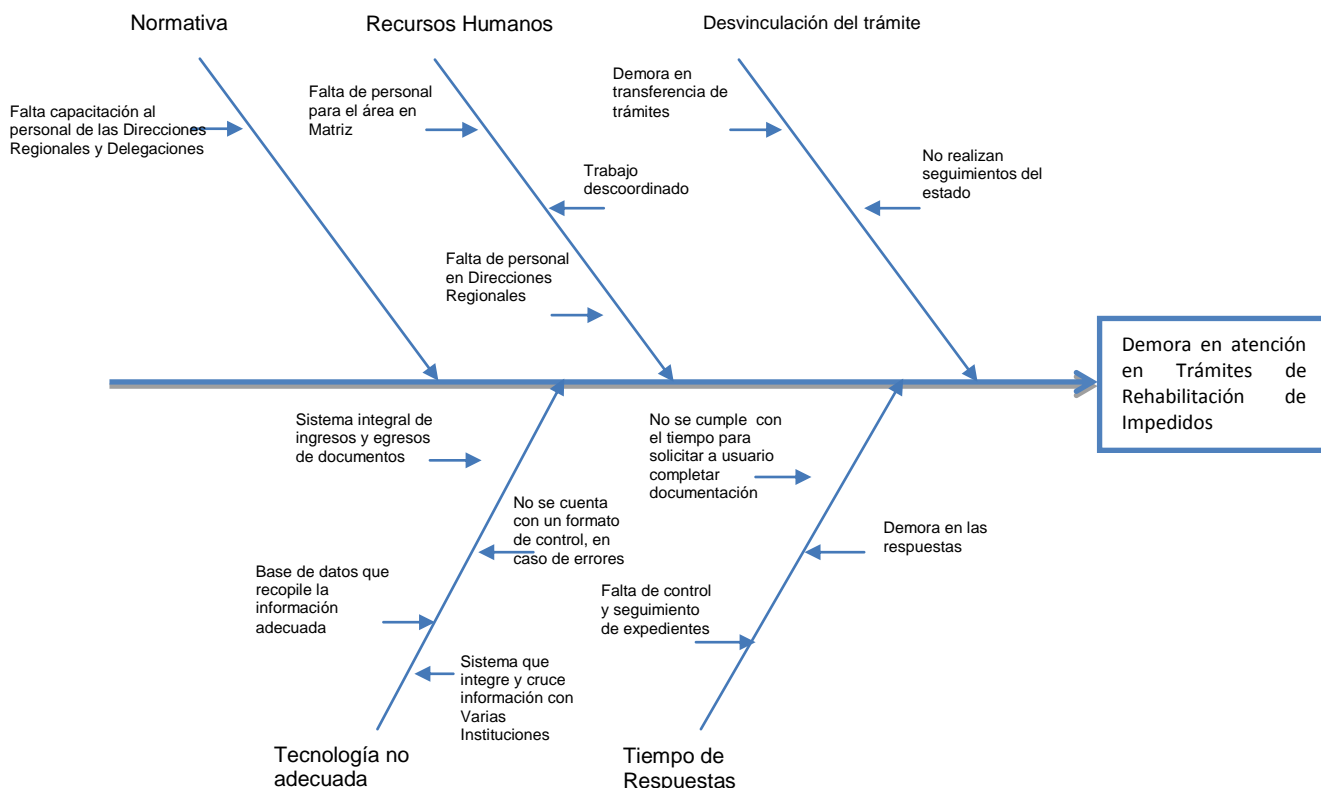 Normativa
Recursos Humanos
Desvinculación del trámite
Falta capacitación al
personal de las Direcciones
Regionales y Delegaciones
Falta de personal
para el área en
Matriz
Trabajo
descoordinado
Falta de personal
en Direcciones
Regionales
Demora en
transferencia de
trámites
No realizan
seguimientos del
estado
Demora en atención
en Trámites de
Rehabilitación de
Impedidos
Sistema integral de
ingresos y egresos
de documentos
No se cuenta
con un formato
de control, en
caso de errores
Base de datos que
recopile la
información
adecuada
Sistema que
integre y cruce
información con
Varias
Instituciones
Tecnología no
adecuada
No se cumple con
el tiempo para
solicitar a usuario
completar
documentación
Demora en las
respuestas
Falta de control
y seguimiento
de expedientes
Tiempo de
Respuestas